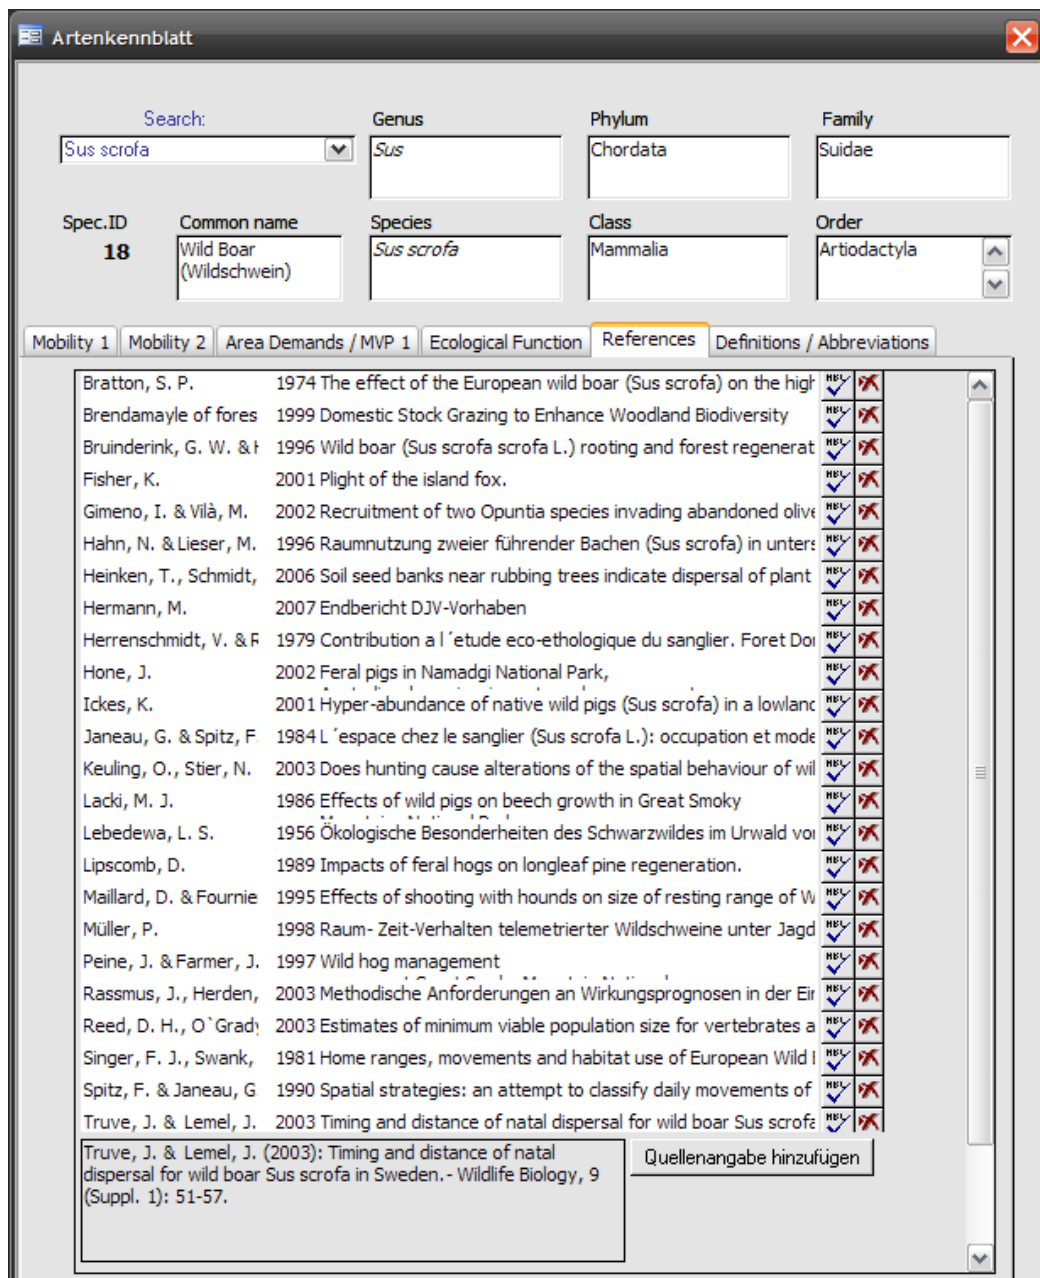 Artenkennblatt
Search:
Genus
Phylum
Family
Sus scrofa
Sus
Chordata
Suidae
Spec.ID
Common name
Species
Class
Order
18
Wild Boar
(Wildschwein)
Sus scrofa
Mammalia
Artiodactyla
Mobility 1
Mobility 2
Area Demands / MVP 1
Ecological Function
References
Definitions / Abbreviations
Bratton, S. P. 1974 The effect of the European wild boar (Sus scrofa) on the high
Brendamayle of fores 1999 Domestic Stock Grazing to Enhance Woodland Biodiversity
Bruinderink, G. W. & H 1996 Wild boar (Sus scrofa scrofa L.) rooting and forest regenerat
Fisher, K. 2001 Plight of the island fox.
Gimeno, I. & Vilà, M. 2002 Recruitment of two Opuntia species invading abandoned olive
Hahn, N. & Lieser, M. 1996 Raumnutzung zweier führender Bachen (Sus scrofa) in unters
Heinken, T., Schmidt, 2006 Soil seed banks near rubbing trees indicate dispersal of plant
Hermann, M. 2007 Endbericht DJV-Vorhaben
Herrenschmidt, V. & R 1979 Contribution a l´etude eco-ethologique du sanglier. Foret Dor
Hone, J. 2002 Feral pigs in Namadgi National Park,
Ickes, K. 2001 Hyper-abundance of native wild pigs (Sus scrofa) in a lowland
Janeau, G. & Spitz, F. 1984 L´espace chez le sanglier (Sus scrofa L.): occupation et mode
Keuling, O., Stier, N. 2003 Does hunting cause alterations of the spatial behaviour of wil
Lacki, M. J. 1986 Effects of wild pigs on beech growth in Great Smoky
Lebedewa, L. S. 1956 Ökologische Besonderheiten des Schwarzwildes im Urwald vor
Lipscomb, D. 1989 Impacts of feral hogs on longleaf pine regeneration.
Maillard, D. & Fournie 1995 Effects of shooting with hounds on size of resting range of W
Müller, P. 1998 Raum- Zeit-Verhalten telemetrierter Wildschweine unter Jagd
Peine, J. & Farmer, J. 1997 Wild hog management
Rassmus, J., Herden, 2003 Methodische Anforderungen an Wirkungsprognosen in der Eir
Reed, D. H., O`Grady 2003 Estimates of minimum viable population size for vertebrates a
Singer, F. J., Swank, 1981 Home ranges, movements and habitat use of European Wild
Spitz, F. & Janeau, G. 1990 Spatial strategies: an attempt to classify daily movements of
Truve, J. & Lemel, J. 2003 Timing and distance of natal dispersal for wild boar Sus scrofa
Truve, J. & Lemel, J. (2003): Timing and distance of natal
dispersal for wild boar Sus scrofa in Sweden.- Wildlife Biology, 9
(Suppl. 1): 51-57.
Quellenangabe hinzufügen